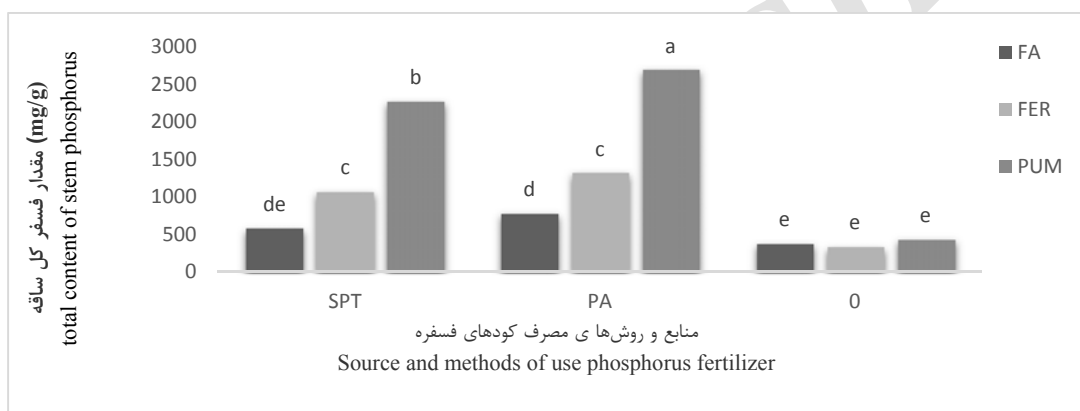 3000
2500
2000
1500
1000
500
0
de
c
b
d
c
a
e
e
e
FA
FER
PUM
SPT
PA
0
مقدار فسفر کل ساقه (mg/g)
total content of stem phosphorus
منابع و روش‌ها ی مصرف کودهای فسفره
Source and methods of use phosphorus fertilizer